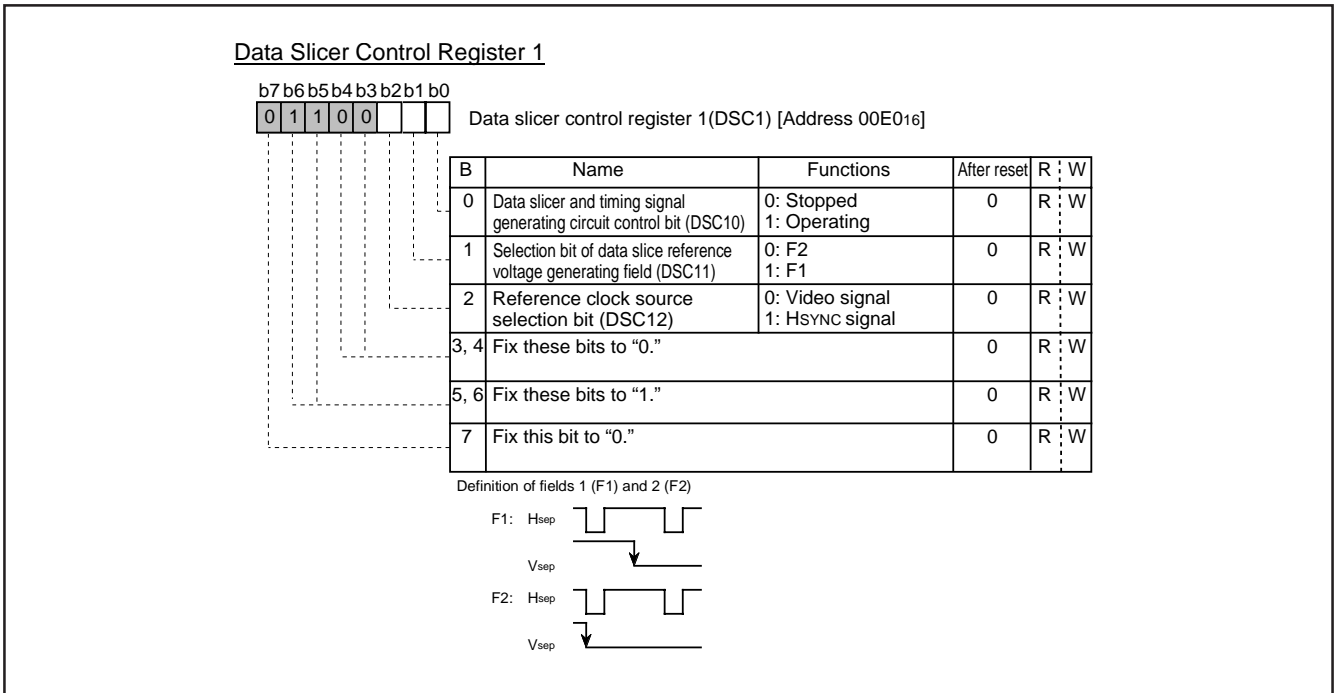 Data Slicer Control Register 1
b7 b6 b5 b4 b3 b2 b1 b0
0 1 1 0 0
Data slicer control register 1(DSC1) [Address 00E016]
B Name Functions After reset R W
0 Data slicer and timing signal generating circuit control bit (DSC10) 0: Stopped 1: Operating 0 R W
1 Selection bit of data slice reference voltage generating field (DSC11) 0: F2 1: F1 0 R W
2 Reference clock source selection bit (DSC12) 0: Video signal 1: HSYNC signal 0 R W
3, 4 Fix these bits to “0.” 0 R W
5, 6 Fix these bits to “1.” 0 R W
7 Fix this bit to “0.” 0 R W
Definition of fields 1 (F1) and 2 (F2)
F1: Hsep
Vsep
F2: Hsep
Vsep